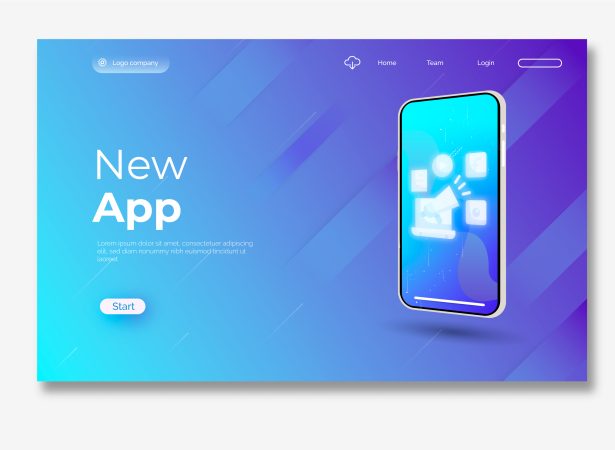 Logo company
Home
Team
Login
New
App
Lorem ipsum dolor sit amet, consectetuer adipiscing
elit, sed diam nonummy nibh euismod tincidunt ut
laoreet
Start